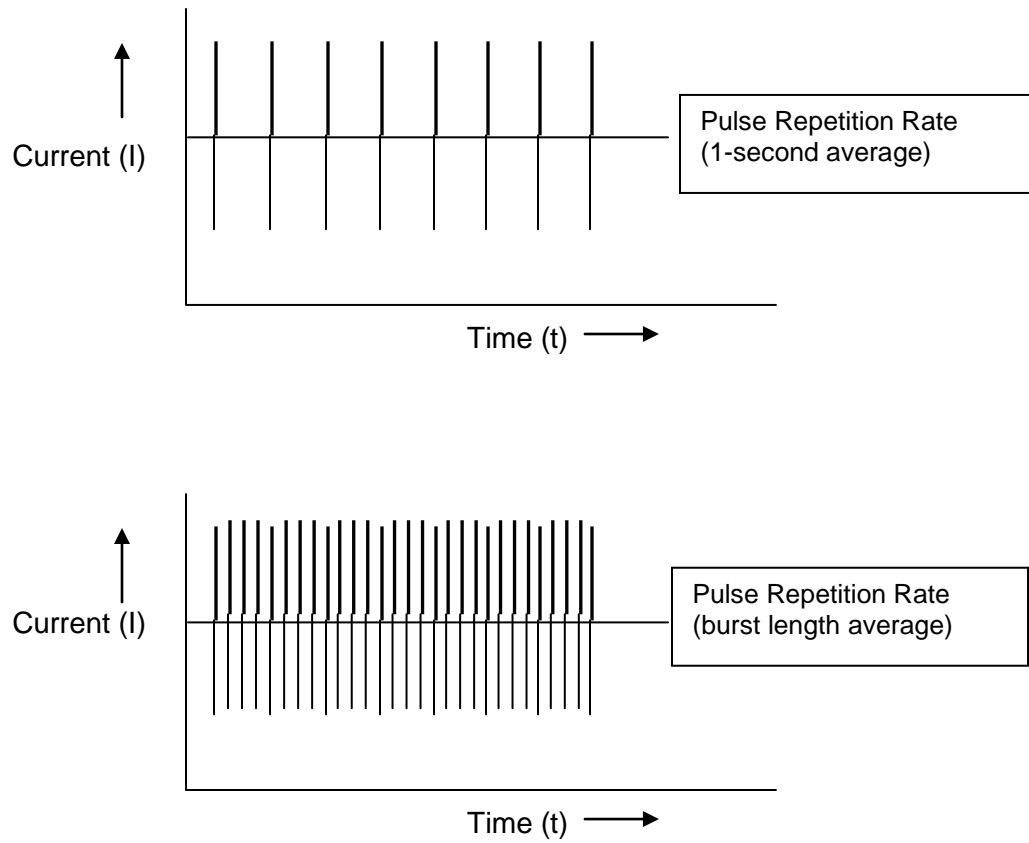 Current (I)
Pulse Repetition Rate
(1-second average)
Time (t)
Current (I)
Pulse Repetition Rate
(burst length average)
Time (t)